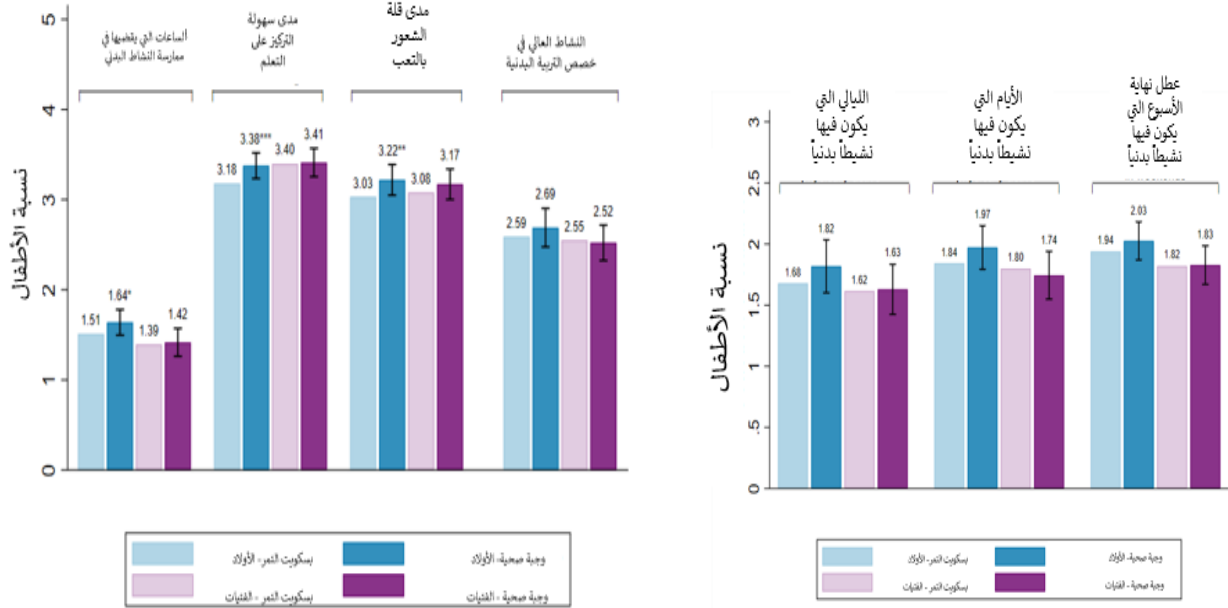 الساعات التي يقضيها في
ممارسة النشاط البدني
مدى سهولة
التركيز على
التعلم
مدى قلة
الشعور
بالتعب
النشاط العالي في
حصص التربية البدنية
نسبة الأطفال
5
4
3
2
1
0
1.51
1.64*
1.39
1.42
3.18
3.38***
3.40
3.41
3.03
3.22**
3.08
3.17
2.59
2.69
2.55
2.52
بسكويت التمر- الأولاد
وجبة صحية- الأولاد
بسكويت التمر - الفتيات
وجبة صحية - الفتيات
الليالي التي
يكون فيها
نشيطاً بدنياً
الأيام التي
يكون فيها
نشيطاً بدنياً
عطل نهاية
الأسبوع التي
يكون فيها
نشيطاً بدنياً
نسبة الأطفال
3
2.5
2
1.5
1
.5
0
1.68
1.82
1.62
1.63
1.84
1.97
1.80
1.74
1.94
2.03
1.82
1.83
بسكويت التمر- الأولاد
وجبة صحية- الأولاد
بسكويت التمر - الفتيات
وجبة صحية - الفتيات